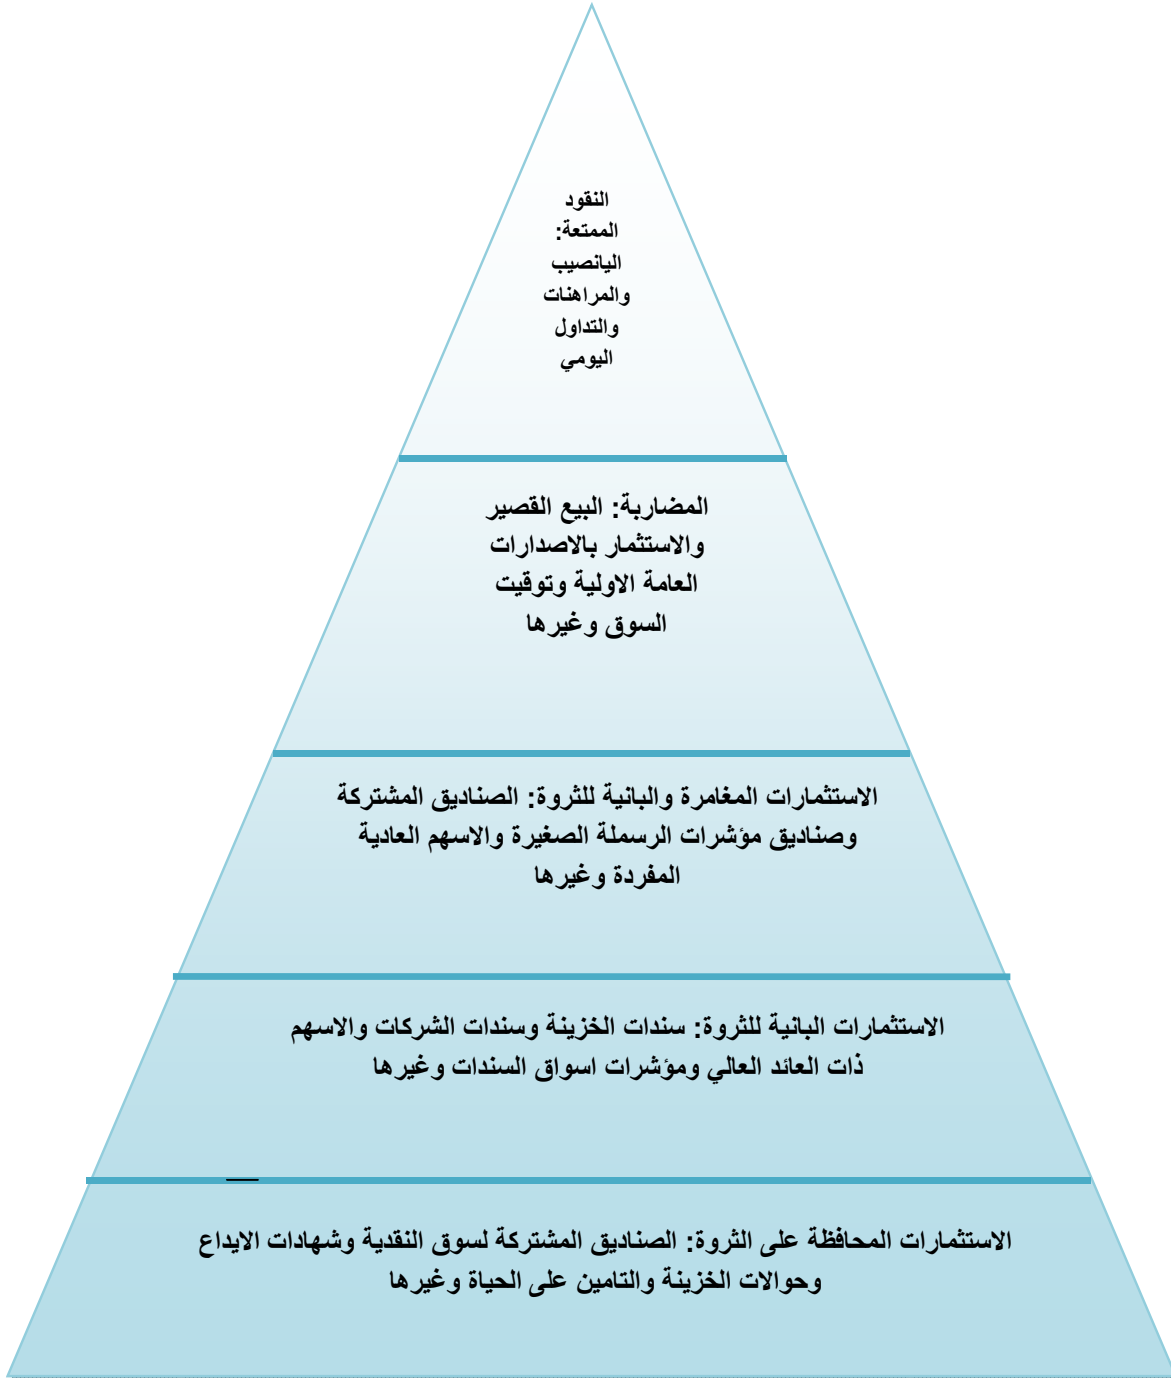 النقود
الممتعة:
اليانصيب
والمراهنات
والتداول
اليومي
المضاربة: البيع القصير
والاستثمار بالاصدارات
العامة الاولية وتوقيت
السوق وغيرها
الاستثمارات المغامرة والبانية للثروة: الصناديق المشتركة
وصناديق مؤشرات الرسملة الصغيرة والاسهم العادية
المفردة وغيرها
الاستثمارات البانية للثروة: سندات الخزينة وسندات الشركات والاسهم
ذات العائد العالي ومؤشرات اسواق السندات وغيرها
الاستثمارات المحافظة على الثروة: الصناديق المشتركة لسوق النقدية وشهادات الايداع
وحوالات الخزينة والتامين على الحياة وغيرها